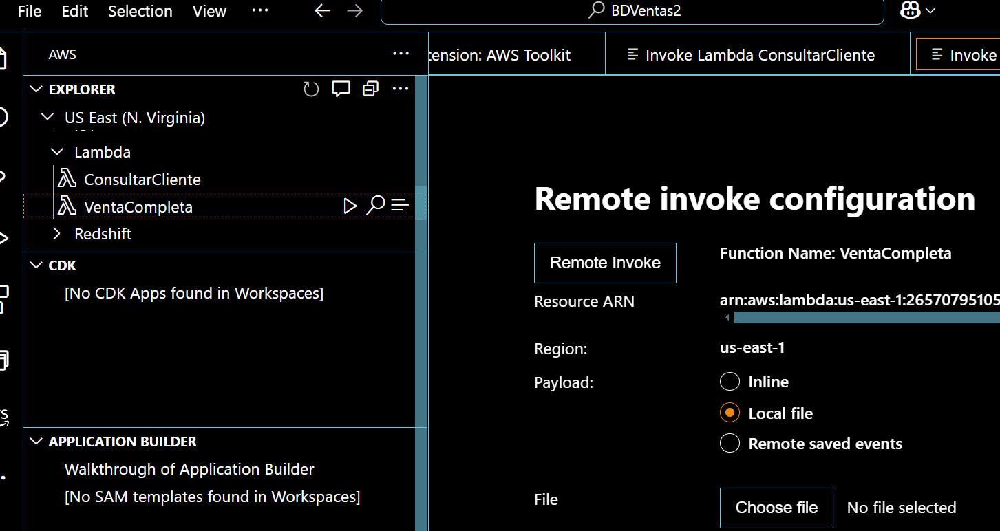 File Edit Selection View ··· BDVentas2
AWS ···
tension: AWS Toolkit
Invoke Lambda ConsultarCliente
Invoke
EXPLORER
US East (N. Virginia)
Lambda
ConsultarCliente
VentaCompleta
Redshift
CDK
[No CDK Apps found in Workspaces]
APPLICATION BUILDER
Walkthrough of Application Builder
[No SAM templates found in Workspaces]
Remote invoke configuration
Remote Invoke
Function Name: VentaCompleta
Resource ARN
arn:aws:lambda:us-east-1:26570795105
Region:
us-east-1
Payload:
Inline
Local file
Remote saved events
File
Choose file No file selected